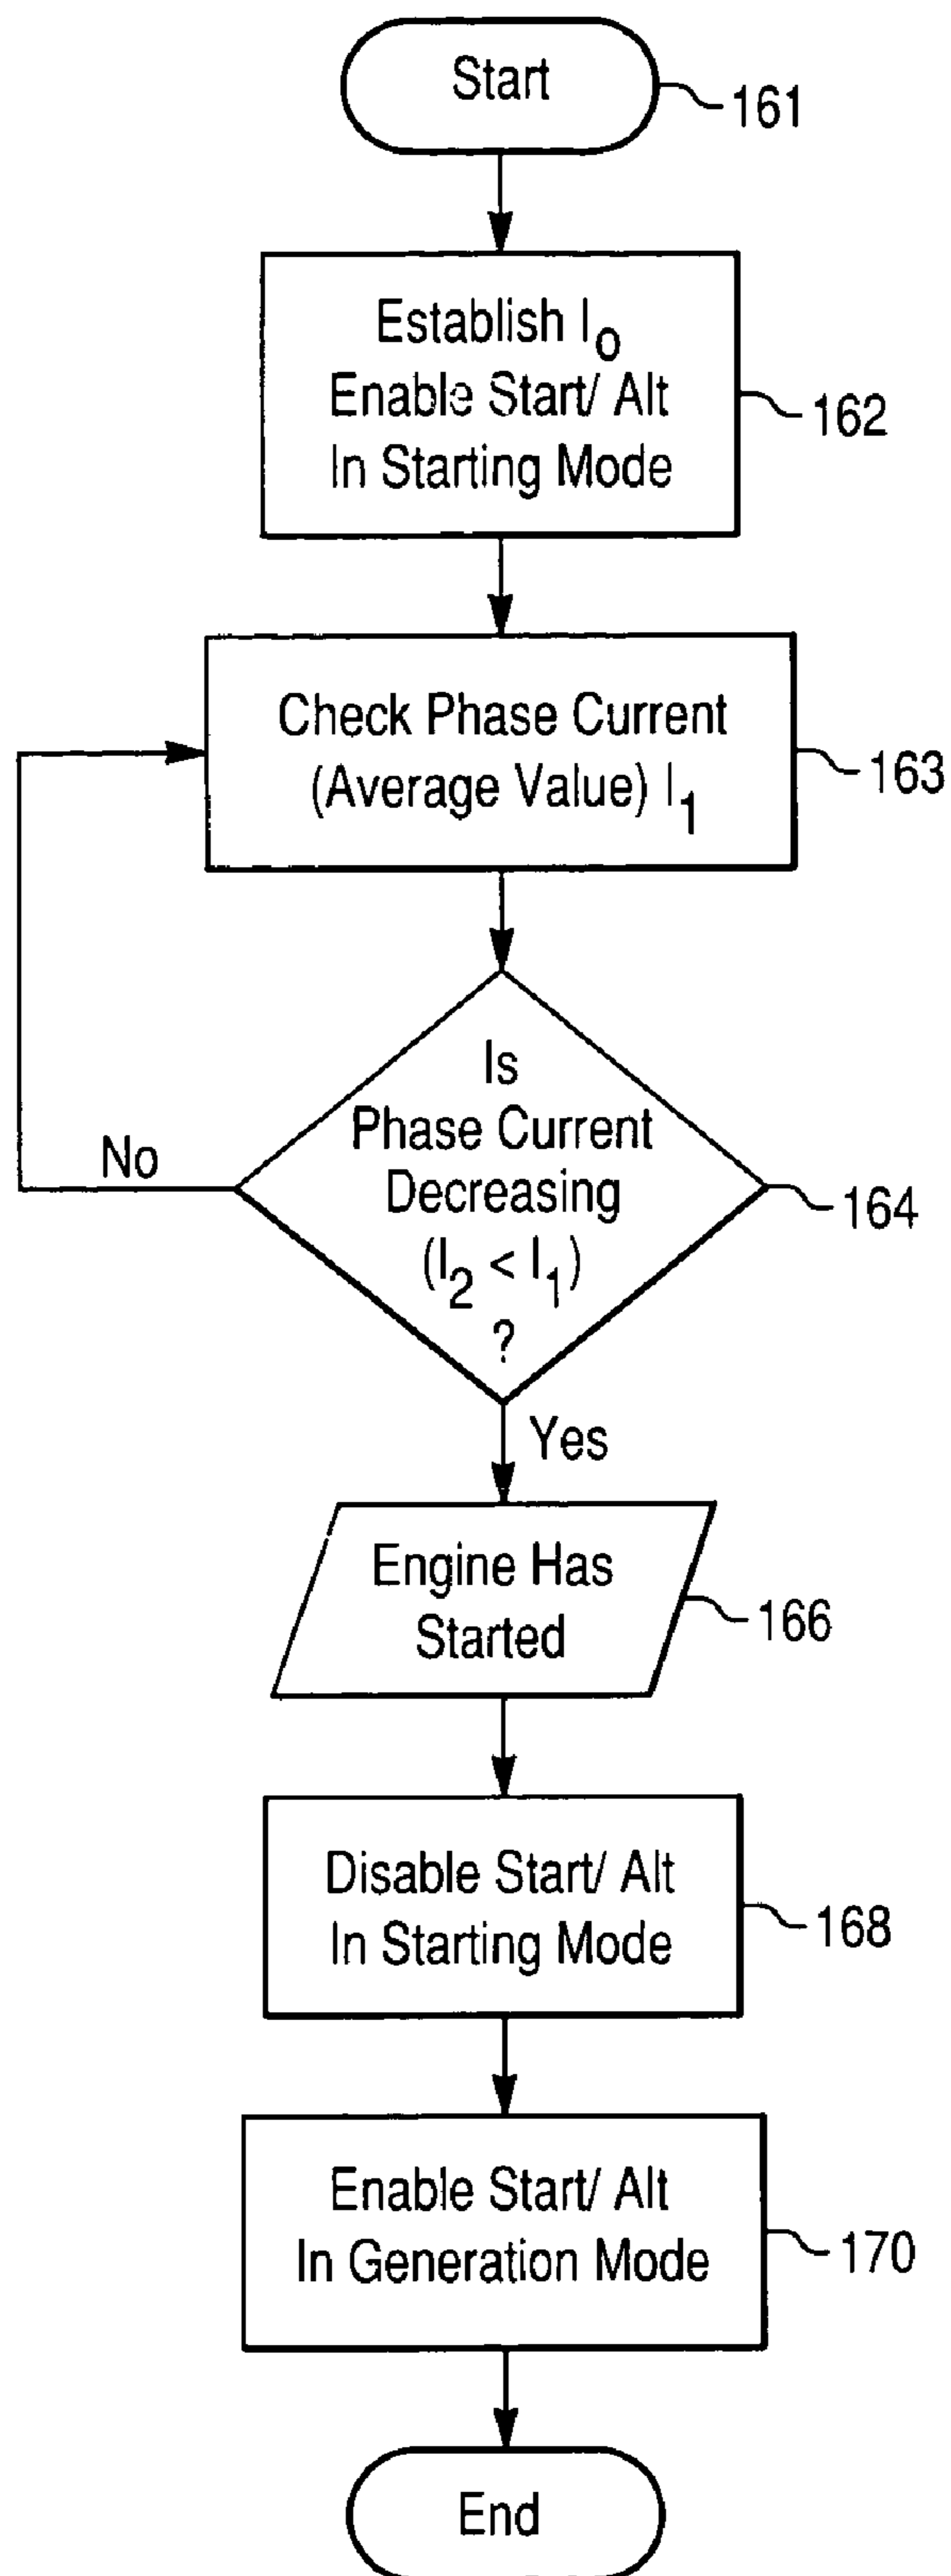 Start
161
Establish I₀
Enable Start/ Alt
In Starting Mode
162
Check Phase Current
(Average Value) I₁
163
Is
Phase Current
Decreasing
(I₂ < I₁)
?
164
No
Yes
Engine Has
Started
166
Disable Start/ Alt
In Starting Mode
168
Enable Start/ Alt
In Generation Mode
170
End